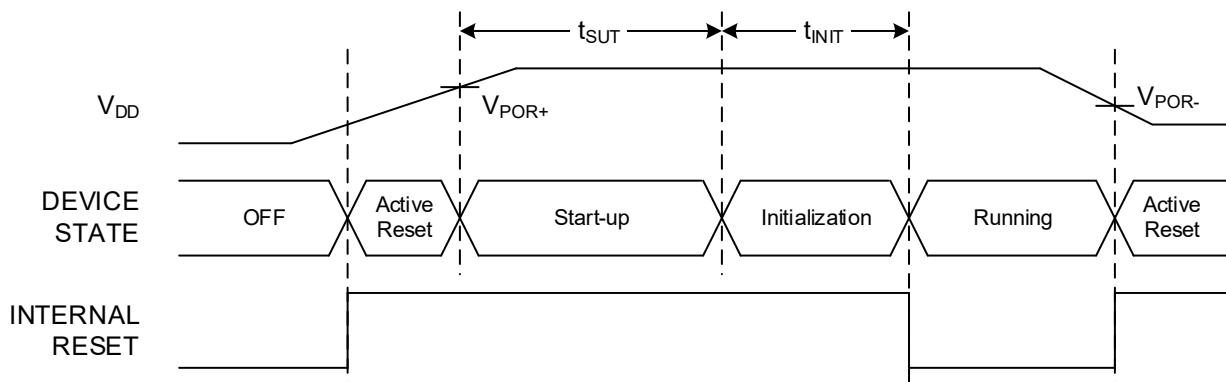 tSUT
tINIT
VDD
VPOR+
VPOR-
DEVICE
STATE
OFF
Active
Reset
Start-up
Initialization
Running
Active
Reset
INTERNAL
RESET